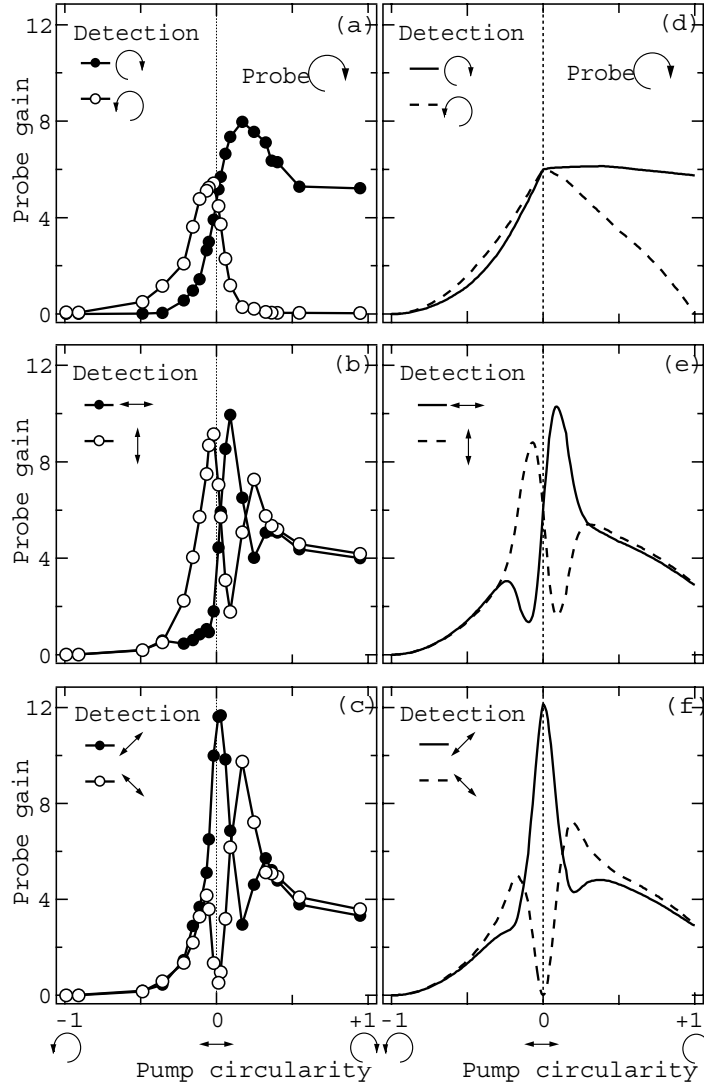 12
8
4
0
Probe gain
Detection
(a)
Probe
Detection
(d)
Probe
12
8
4
0
Probe gain
Detection
(b)
Detection
(e)
12
8
4
0
Probe gain
Detection
(c)
Detection
(f)
-1
0
+1
-1
0
+1
Pump circularity
Pump circularity